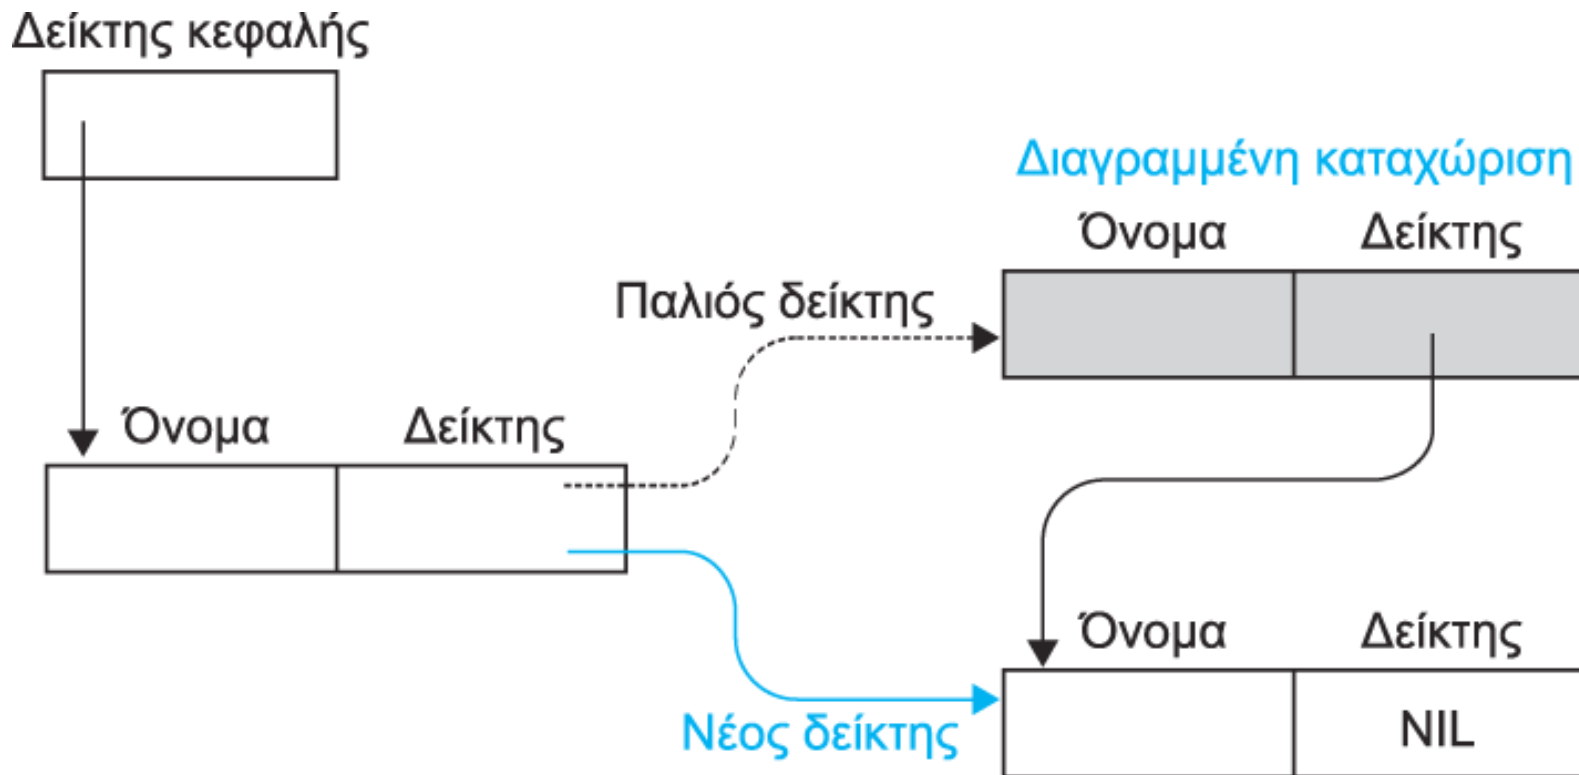 Δείκτης κεφαλής
Διαγραμμένη καταχώριση
Όνομα Δείκτης
Παλιός δείκτης
Όνομα Δείκτης
Όνομα Δείκτης
Νέος δείκτης
NIL